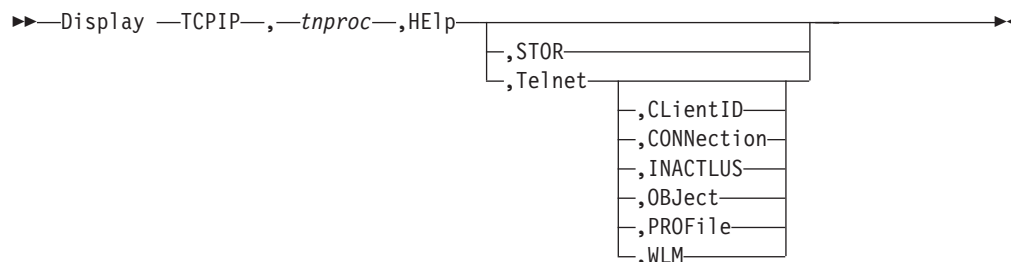 Display TCPIP , tnproc ,HElp
,STOR
,Telnet
,CLientID
,CONNection
,INACTLUS
,OBJect
,PROFile
,WLM